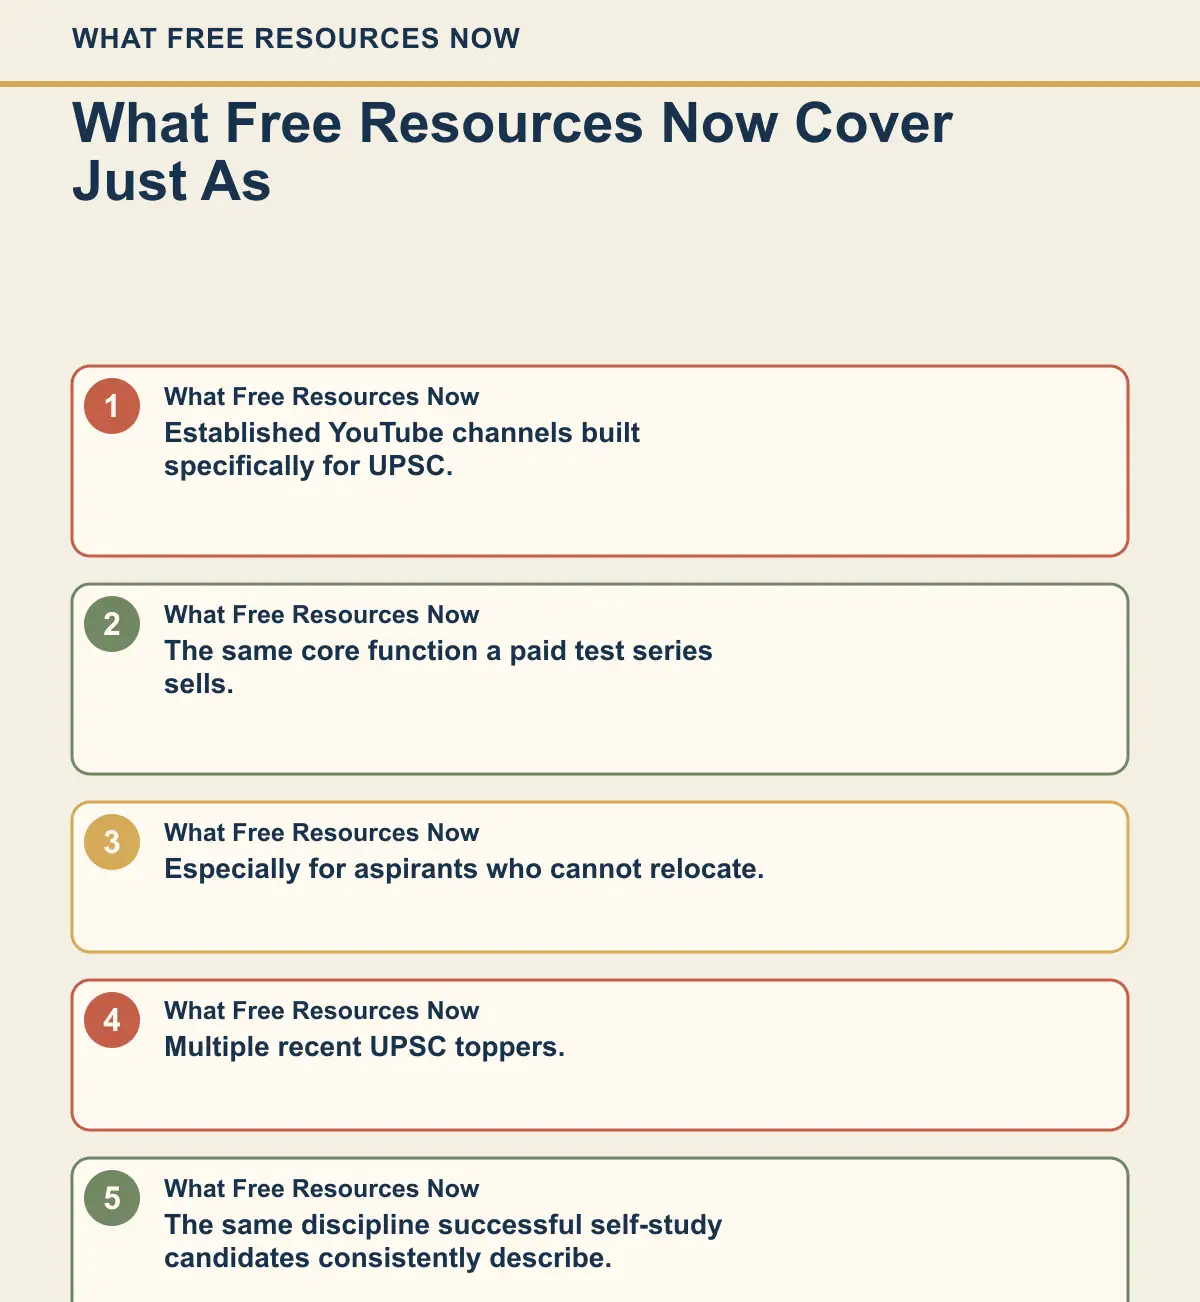 WHAT FREE RESOURCES NOW
What Free Resources Now Cover
Just As
1
What Free Resources Now
Established YouTube channels built
specifically for UPSC.
2
What Free Resources Now
The same core function a paid test series
sells.
3
What Free Resources Now
Especially for aspirants who cannot relocate.
4
What Free Resources Now
Multiple recent UPSC toppers.
5
What Free Resources Now
The same discipline successful self-study
candidates consistently describe.